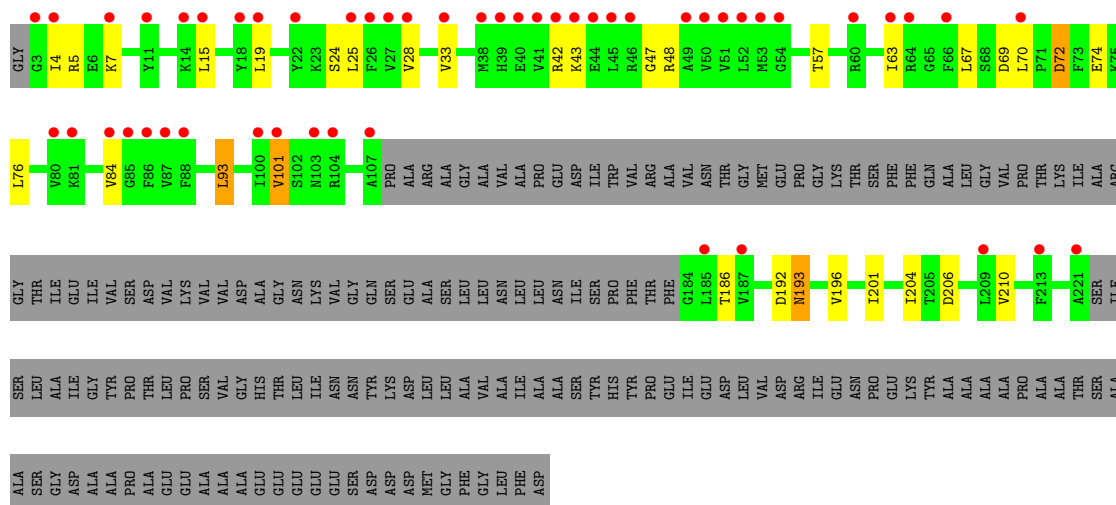 GLY G3 I4 R5 E6 K7 Y11 K14 L15 Y18 L19 Y22 K23 S24 L25 F26 V27 V28 V33 M38 H39 E40 V41 R42 K43 E44 L45 R46 G47 R48 A49 V50 V51 L52 M53 G54 T57 R60 I63 R64 G65 F66 L67 S68 D69 L70 P71 D72 F73 E74 K75
L76 V80 K81 V84 G85 F86 V87 F88 L93 I100 V101 S102 N103 R104 A107 PRO ALA ARG ALA GLY ALA VAL ALA PRO GLU ASP ILE TRP VAL ARG ALA VAL ASN THR GLY MET GLU PRO GLY LYS THR SER PHE PHE GLN ALA LEU GLY VAL PRO THR LYS ILE ALA ARG
GLY THR ILE GLU ILE VAL SER ASP VAL LYS VAL VAL ASP ALA GLY ASN LYS VAL GLY GLN SER GLU ALA SER LEU LEU ASN LEU LEU ASN ILE SER PRO PHE THR PHE G184 L185 T186 V187 D192 N193 V196 I201 I204 T205 D206 L209 V210 F213 A221 SER ILE
SER LEU ALA ILE GLY TYR PRO THR LEU PRO SER VAL GLY HIS THR LEU ILE ASN ASN TYR LYS ASP LEU LEU ALA VAL ALA ILE ALA ALA SER TYR HIS TYR PRO GLU ILE GLU ASP LEU VAL ASP ARG ILE GLU ASN PRO GLU LYS TYR ALA ALA ALA ALA PRO ALA ALA THR SER ALA
ALA SER GLY ASP ALA ALA PRO ALA GLU GLU ALA ALA ALA GLU GLU GLU GLU GLU SER ASP ASP ASP MET GLY PHE GLY LEU PHE ASP